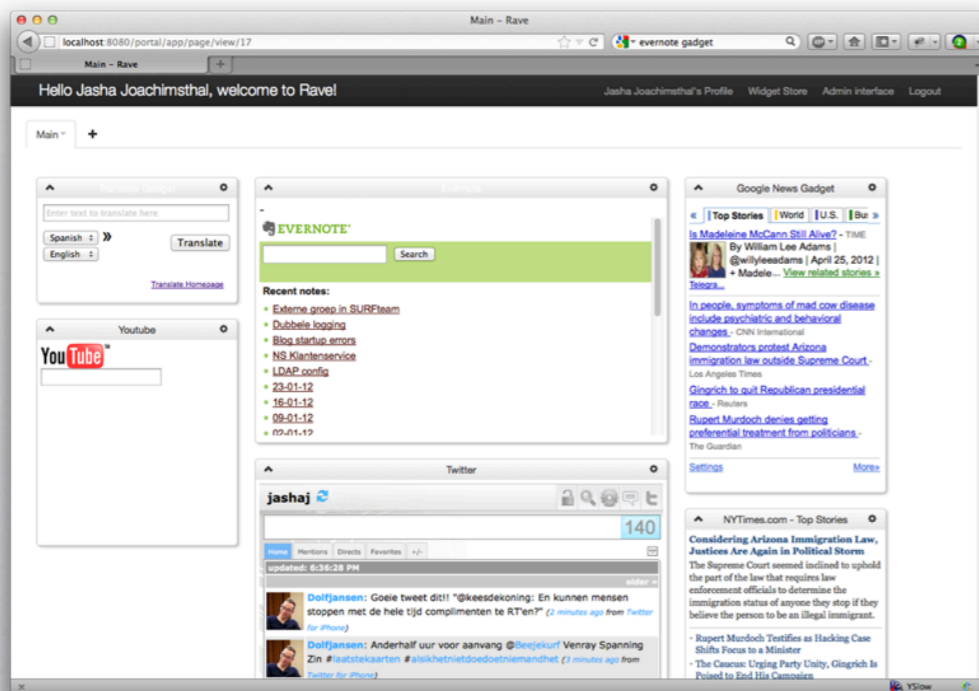 Main – Rave
localhost:8080/portal/app/page/view/17
evernote gadget
Main – Rave
Hello Jasha Joachimsthal, welcome to Rave!
Jasha Joachimsthal's Profile Widget Store Admin interface Logout
Main
Translate Gadget
Enter text to translate here
Spanish
English
Translate
Translate Homepage
Youtube
YouTube
Evernote
EVERNOTE
Search
Recent notes:
Externe groep in SURFteam
Dubbele logging
Blog startup errors
NS Klantenservice
LDAP config
23-01-12
16-01-12
09-01-12
02-01-12
Twitter
jashaj
140
Home Mentions Directs Favorites +/-
updated: 6:36:28 PM
older »
Dolfjansen: Goeie tweet dit!! "@keesdekoning: En kunnen mensen
stoppen met de hele tijd complimenten te RT'en?" (2 minutes ago from Twitter
for iPhone)
Dolfjansen: Anderhalf uur voor aanvang @Beejekurf Venray Spanning
Zin #laatstekaarten #alsikhetnietdoedoetniemandhet (3 minutes ago from
Twitter for iPhone)
Google News Gadget
« Top Stories World U.S. Bu »
Is Madeleine McCann Still Alive? - TIME
By William Lee Adams |
@willyleeadams | April 25, 2012 |
+ Madele... View related stories »
Telegra...
In people, symptoms of mad cow disease
include psychiatric and behavioral
changes - CNN International
Demonstrators protest Arizona
immigration law outside Supreme Court -
Los Angeles Times
Gingrich to quit Republican presidential
race - Reuters
Rupert Murdoch denies getting
preferential treatment from politicians -
The Guardian
Settings More»
NYTimes.com - Top Stories
Considering Arizona Immigration Law,
Justices Are Again in Political Storm
The Supreme Court seemed inclined to uphold
the part of the law that requires law
enforcement officials to determine the
immigration status of anyone they stop if they
believe the person to be an illegal immigrant.
- Rupert Murdoch Testifies as Hacking Case
Shifts Focus to a Minister
- The Caucus: Urging Party Unity, Gingrich Is
Poised to End His Campaign
YSlow